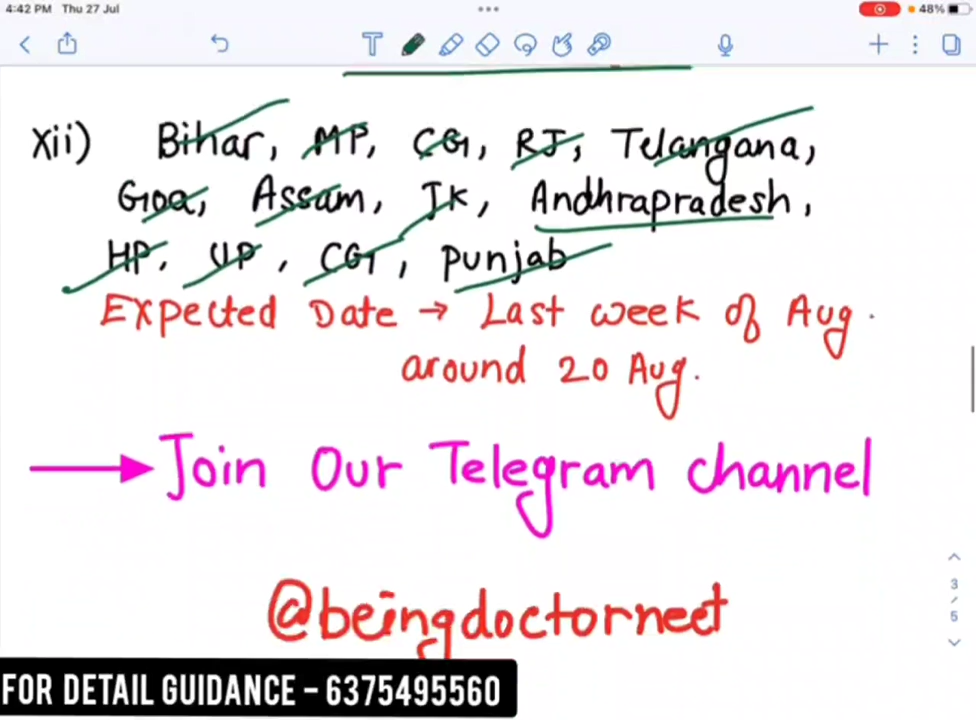 4:42 PM Thu 27 Jul
48%
xii) Bihar, MP, CG, RJ, Telangana,
Goa, Assam, JK, Andhrapradesh,
HP, UP, CG, Punjab
Expected Date → Last week of Aug.
around 20 Aug.
Join Our Telegram channel
@beingdoctorneet
3
/
5
FOR DETAIL GUIDANCE - 6375495560